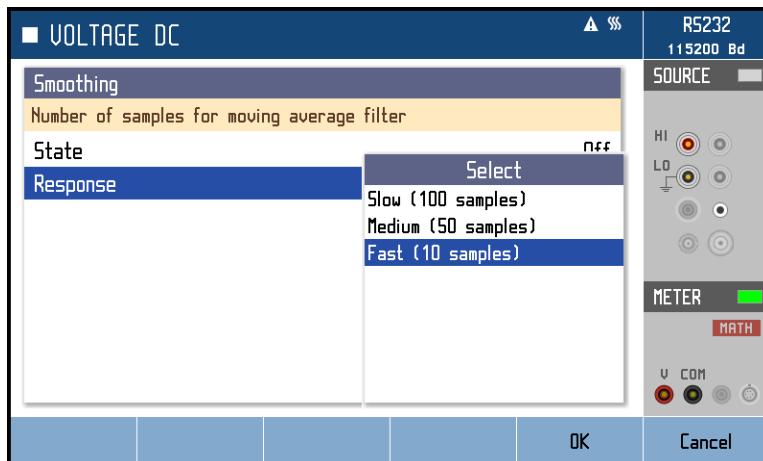 VOLTAGE DC
RS232
115200 Bd
Smoothing
Number of samples for moving average filter
State Off
Response
Select
Slow (100 samples)
Medium (50 samples)
Fast (10 samples)
SOURCE
HI
LO
METER
MATH
V COM
OK
Cancel